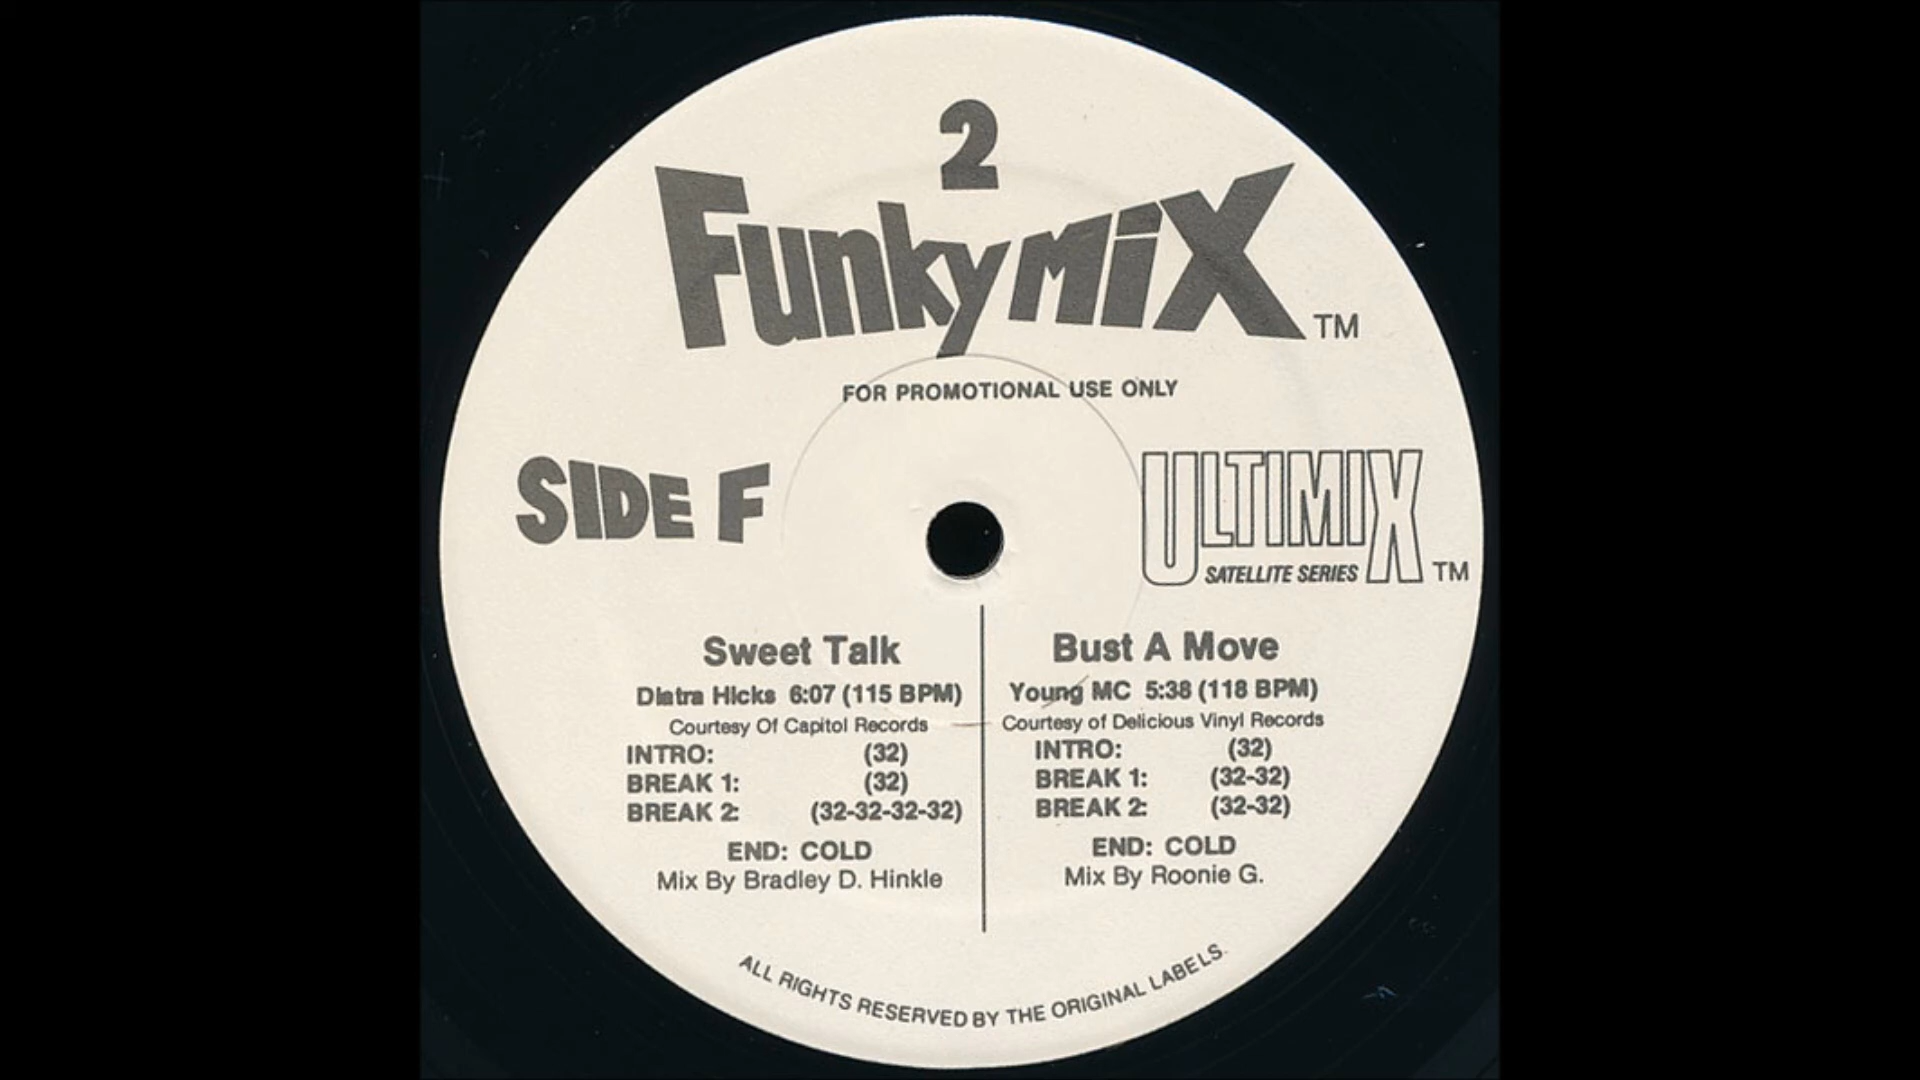 2
Funkymix TM
FOR PROMOTIONAL USE ONLY
SIDE F
ULTIMIX TM
SATELLITE SERIES
Sweet Talk
Diatra Hicks 6:07 (115 BPM)
Courtesy Of Capitol Records
INTRO: (32)
BREAK 1: (32)
BREAK 2: (32-32-32-32)
END: COLD
Mix By Bradley D. Hinkle
Bust A Move
Young MC 5:38 (118 BPM)
Courtesy of Delicious Vinyl Records
INTRO: (32)
BREAK 1: (32-32)
BREAK 2: (32-32)
END: COLD
Mix By Roonie G.
ALL RIGHTS RESERVED BY THE ORIGINAL LABELS.